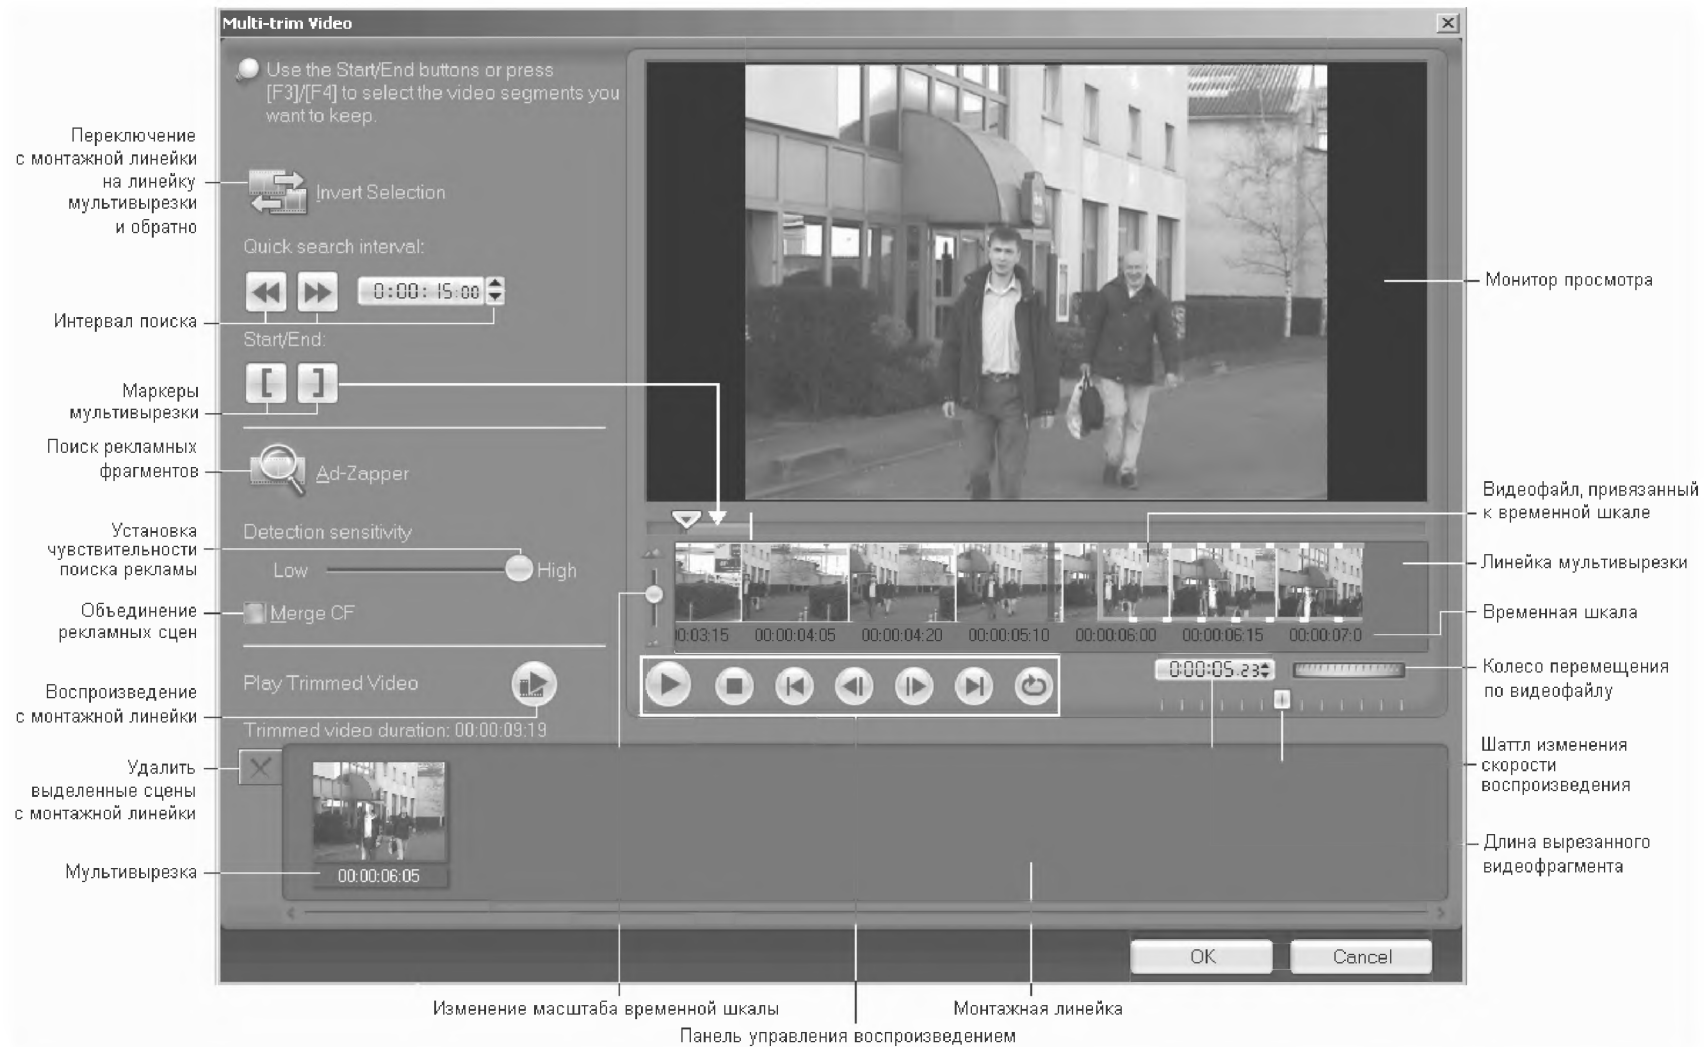 Multi-trim Video
Use the Start/End buttons or press
[F3]/[F4] to select the video segments you
want to keep.
Переключение
с монтажной линейки
на линейку
мультивырезки
и обратно
Invert Selection
Quick search interval:
0:00:15:00
Интервал поиска
Start/End:
[ ]
Маркеры
мультивырезки
Поиск рекламных
фрагментов
Ad-Zapper
Установка
чувствительности
поиска рекламы
Detection sensitivity
Low High
Объединение
рекламных сцен
Merge CF
Воспроизведение
с монтажной линейки
Play Trimmed Video
Trimmed video duration: 00:00:09:19
Удалить
выделенные сцены
с монтажной линейки
Мультивырезка
00:00:06:05
Монитор просмотра
Видеофайл, привязанный
к временной шкале
Линейка мультивырезки
0:03:15 00:00:04:05 00:00:04:20 00:00:05:10 00:00:06:00 00:00:06:15 00:00:07:0
Временная шкала
0:00:05.23
Колесо перемещения
по видеофайлу
Шаттл изменения
скорости
воспроизведения
Длина вырезанного
видеофрагмента
OK
Cancel
Изменение масштаба временной шкалы
Монтажная линейка
Панель управления воспроизведением